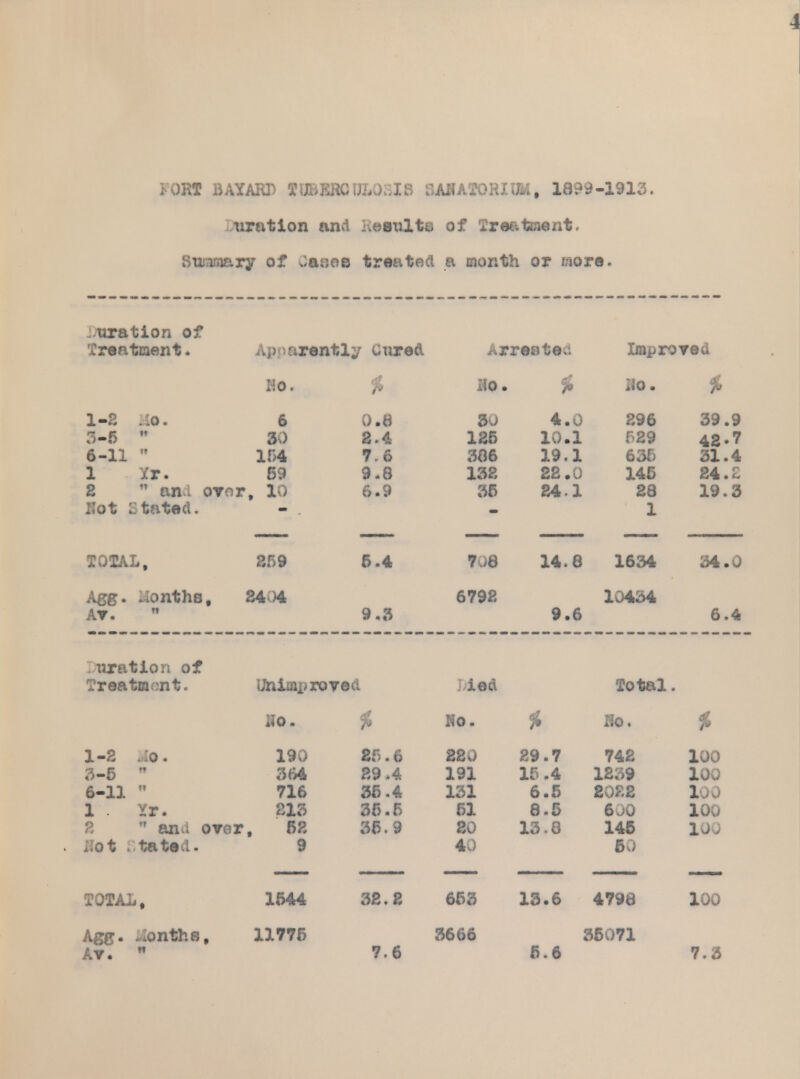 4
FORT BAYARD TUBERCULOSIS SANATORIUM, 1899-1913.
Duration and Results of Treatment.
Summary of Cases treated a month or more.
Duration of
Treatment. Apparently Cured Arrested Improved
No. % No. % No. %
1-2 Mo. 6 0.8 30 4.0 296 39.9
3-5 " 30 2.4 125 10.1 529 42.7
6-11 " 154 7.6 386 19.1 635 31.4
1 Yr. 59 9.8 132 22.0 145 24.2
2 " and over, 10 6.9 35 24.1 28 19.3
Not Stated. - - 1
TOTAL, 259 5.4 708 14.8 1634 34.0
Agg. Months, 2404 6792 10434
Av. " 9.3 9.6 6.4
Duration of
Treatment. Unimproved Died Total.
No. % No. % No. %
1-2 Mo. 190 25.6 220 29.7 742 100
3-5 " 364 29.4 191 15.4 1239 100
6-11 " 716 35.4 131 6.5 2022 100
1 Yr. 213 35.5 51 8.5 600 100
2 " and over, 52 35.9 20 13.8 145 100
Not Stated. 9 40 50
TOTAL, 1544 32.2 653 13.6 4798 100
Agg. Months, 11775 3666 35071
Av. " 7.6 5.6 7.3